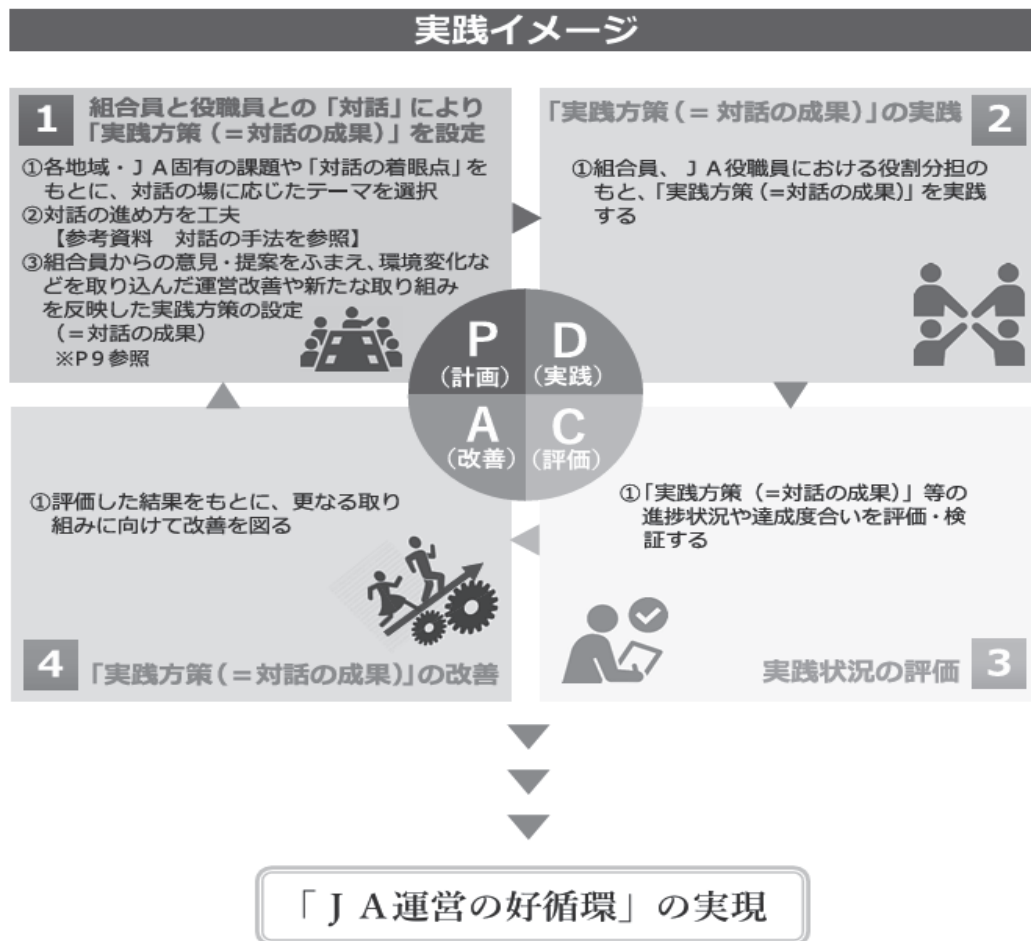 実践イメージ
1 組合員と役職員との「対話」により
「実践方策(=対話の成果)」を設定
①各地域・JA固有の課題や「対話の着眼点」を
もとに、対話の場に応じたテーマを選択
②対話の進め方を工夫
【参考資料　対話の手法を参照】
③組合員からの意見・提案をふまえ、環境変化な
どを取り込んだ運営改善や新たな取り組み
を反映した実践方策の設定
(=対話の成果)
※P9参照
「実践方策(=対話の成果)」の実践 2
①組合員、JA役職員における役割分担の
もと、「実践方策(=対話の成果)」を実践
する
P
(計画)
D
(実践)
A
(改善)
C
(評価)
①「実践方策(=対話の成果)」等の
進捗状況や達成度合いを評価・検
証する
実践状況の評価 3
①評価した結果をもとに、更なる取り
組みに向けて改善を図る
4 「実践方策(=対話の成果)」の改善
「JA運営の好循環」の実現